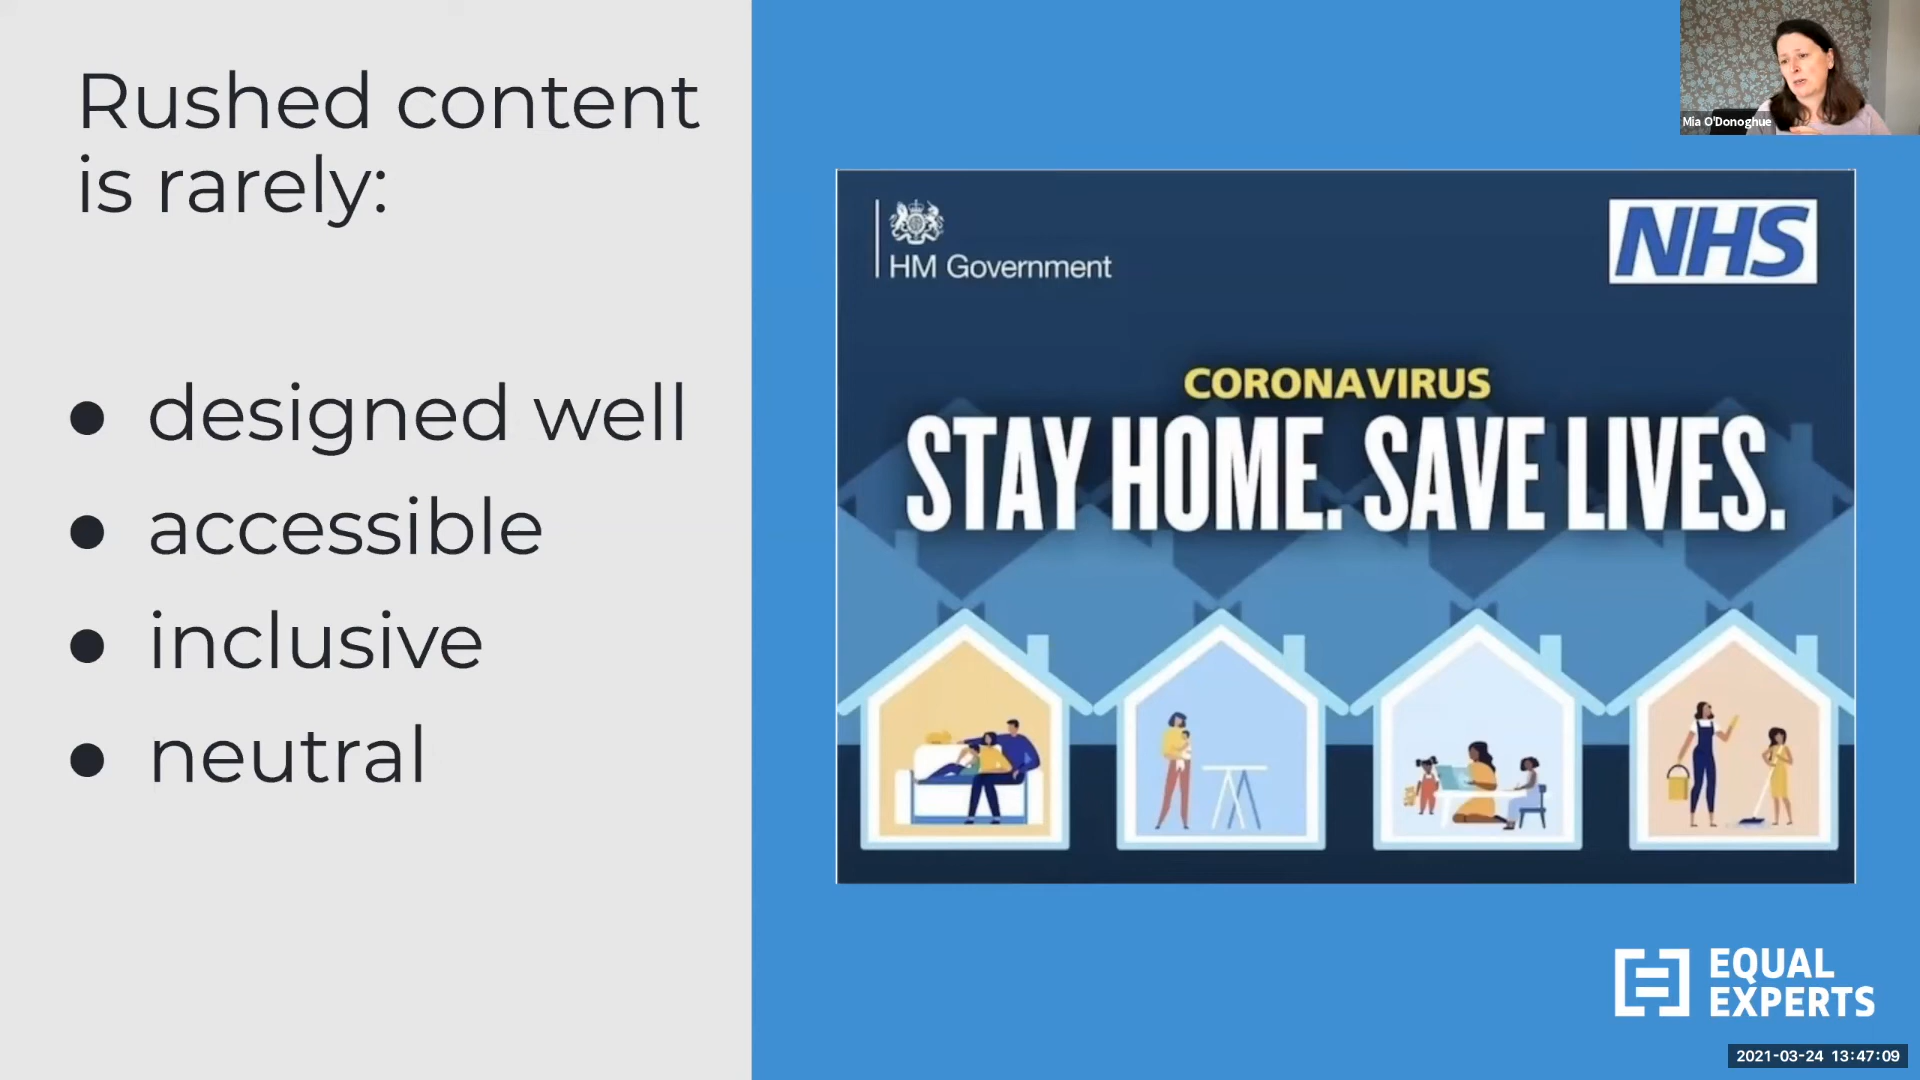 Rushed content
is rarely:
● designed well
● accessible
● inclusive
● neutral
Mia O'Donoghue
HM Government
NHS
CORONAVIRUS
STAY HOME. SAVE LIVES.
EQUAL
EXPERTS
2021-03-24 13:47:09